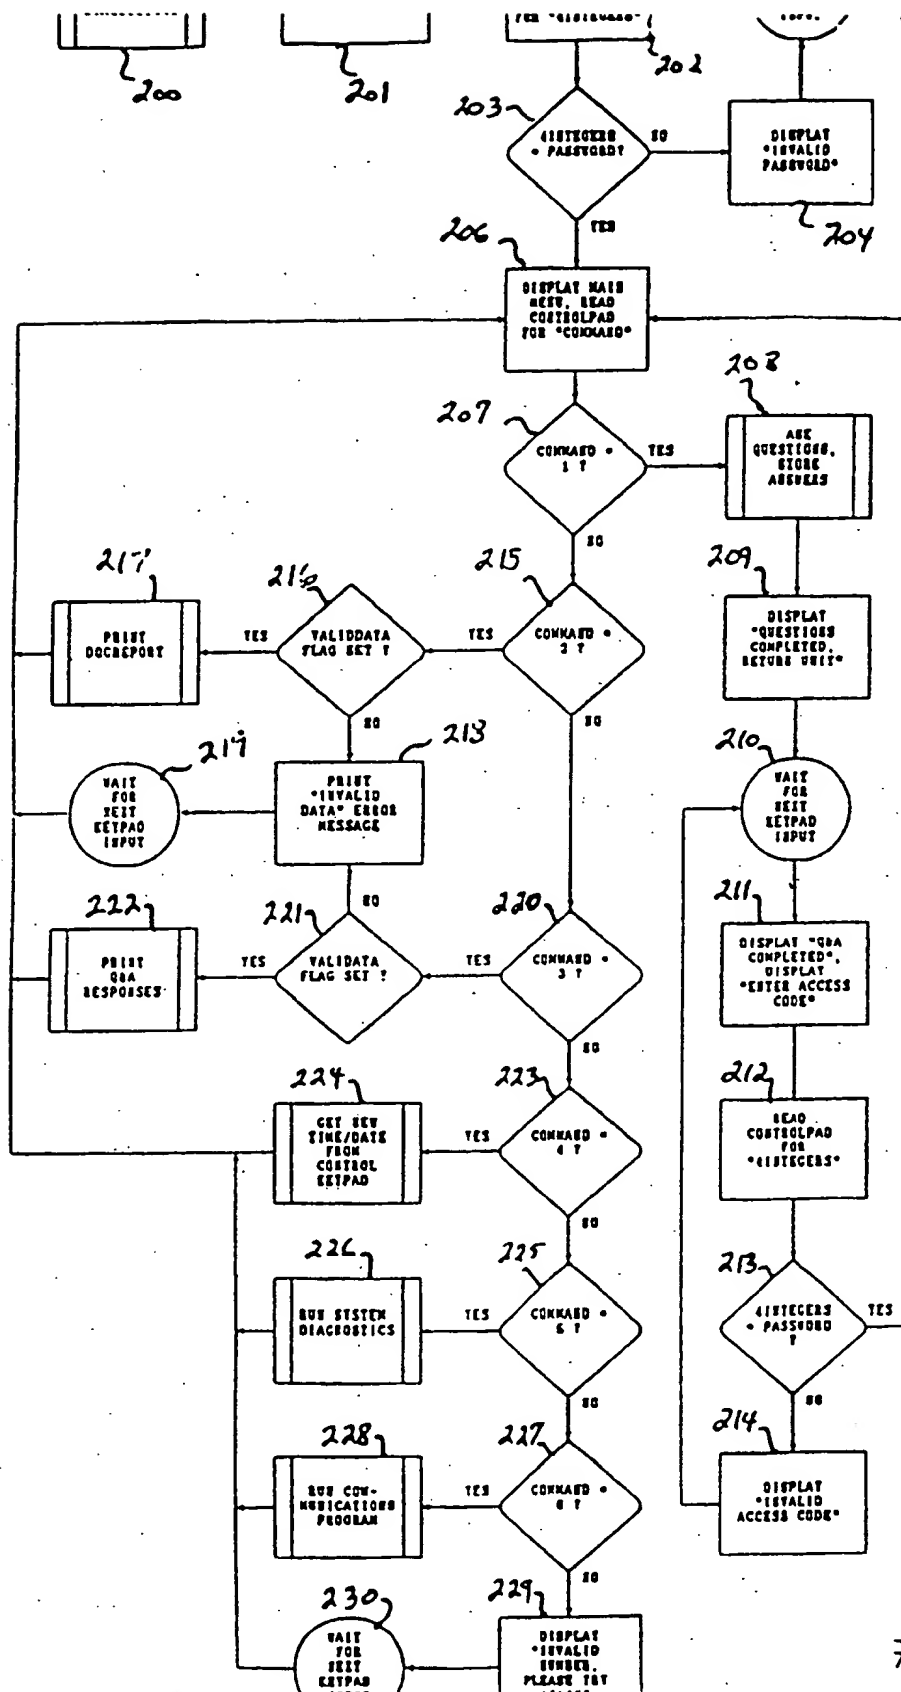 FOR "4INTEGERS"
200
201
202
203
4INTEGERS
= PASSWORD?
NO
DISPLAY
"INVALID
PASSWORD"
204
YES
206
DISPLAY MAIN
MENU, READ
CONTROLPAD
FOR "COMMAND"
207
COMMAND =
1 ?
YES
208
ASK
QUESTIONS,
STORE
ANSWERS
NO
209
DISPLAY
"QUESTIONS
COMPLETED,
RETURN UNIT"
215
COMMAND =
2 ?
YES
216
VALIDDATA
FLAG SET ?
YES
217
PRINT
DOCREPORT
NO
NO
218
PRINT
"INVALID
DATA" ERROR
MESSAGE
219
WAIT
FOR
NEXT
KEYPAD
INPUT
210
WAIT
FOR
NEXT
KEYPAD
INPUT
NO
211
DISPLAY "Q&A
COMPLETED",
DISPLAY
"ENTER ACCESS
CODE"
220
COMMAND =
3 ?
YES
221
VALIDATA
FLAG SET ?
YES
222
PRINT
Q&A
RESPONSES
NO
212
READ
CONTROLPAD
FOR
"4INTEGERS"
223
COMMAND =
4 ?
YES
224
GET NEW
TIME/DATE
FROM
CONTROL
KEYPAD
NO
213
4INTEGERS
= PASSWORD
?
YES
NO
225
COMMAND =
5 ?
YES
226
RUN SYSTEM
DIAGNOSTICS
NO
214
DISPLAY
"INVALID
ACCESS CODE"
227
COMMAND =
6 ?
YES
228
RUN COM-
MUNICATIONS
PROGRAM
NO
229
DISPLAY
"INVALID
NUMBER,
PLEASE TRY
230
WAIT
FOR
NEXT
KEYPAD